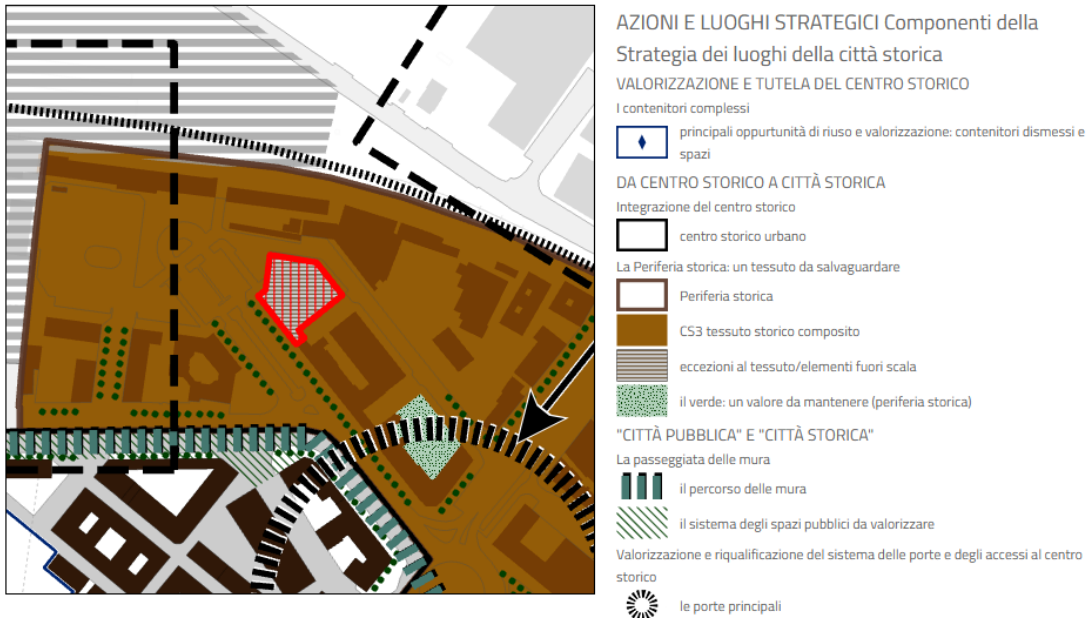 AZIONI E LUOGHI STRATEGICI Componenti della
Strategia dei luoghi della città storica
VALORIZZAZIONE E TUTELA DEL CENTRO STORICO
I contenitori complessi
principali oppurtunità di riuso e valorizzazione: contenitori dismessi e
spazi
DA CENTRO STORICO A CITTÀ STORICA
Integrazione del centro storico
centro storico urbano
La Periferia storica: un tessuto da salvaguardare
Periferia storica
CS3 tessuto storico composito
eccezioni al tessuto/elementi fuori scala
il verde: un valore da mantenere (periferia storica)
"CITTÀ PUBBLICA" E "CITTÀ STORICA"
La passeggiata delle mura
il percorso delle mura
il sistema degli spazi pubblici da valorizzare
Valorizzazione e riqualificazione del sistema delle porte e degli accessi al centro
storico
le porte principali